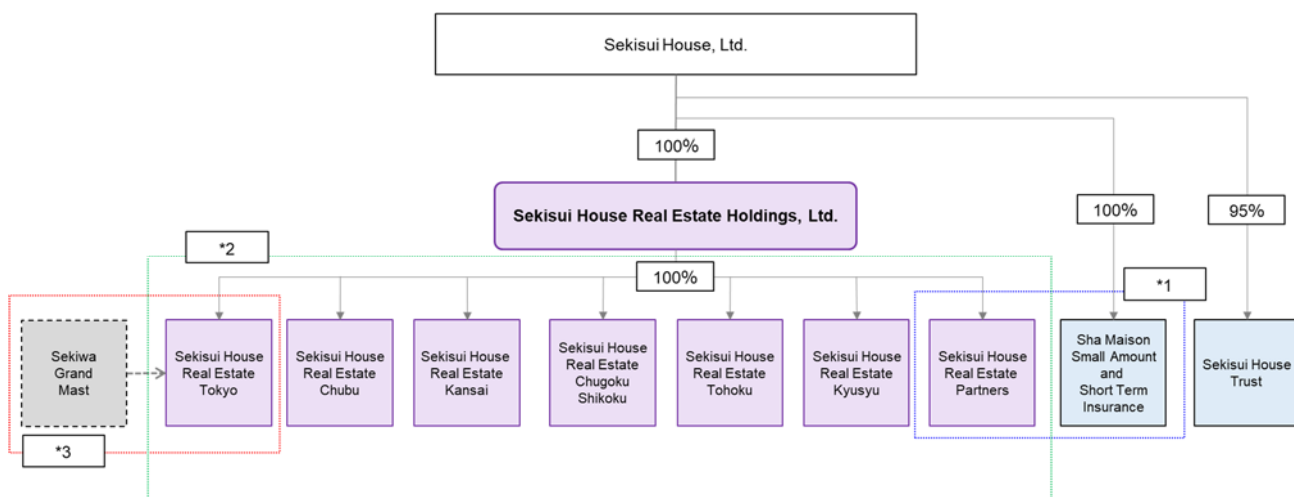 Sekisui House, Ltd.
100%
Sekisui House Real Estate Holdings, Ltd.
100%
95%
*2
100%
*1
Sekiwa
Grand
Mast
Sekisui House
Real Estate
Tokyo
Sekisui House
Real Estate
Chubu
Sekisui House
Real Estate
Kansai
Sekisui House
Real Estate
Chugoku
Shikoku
Sekisui House
Real Estate
Tohoku
Sekisui House
Real Estate
Kyusyu
Sekisui House
Real Estate
Partners
Sha Maison
Small Amount
and
Short Term
Insurance
Sekisui House
Trust
*3